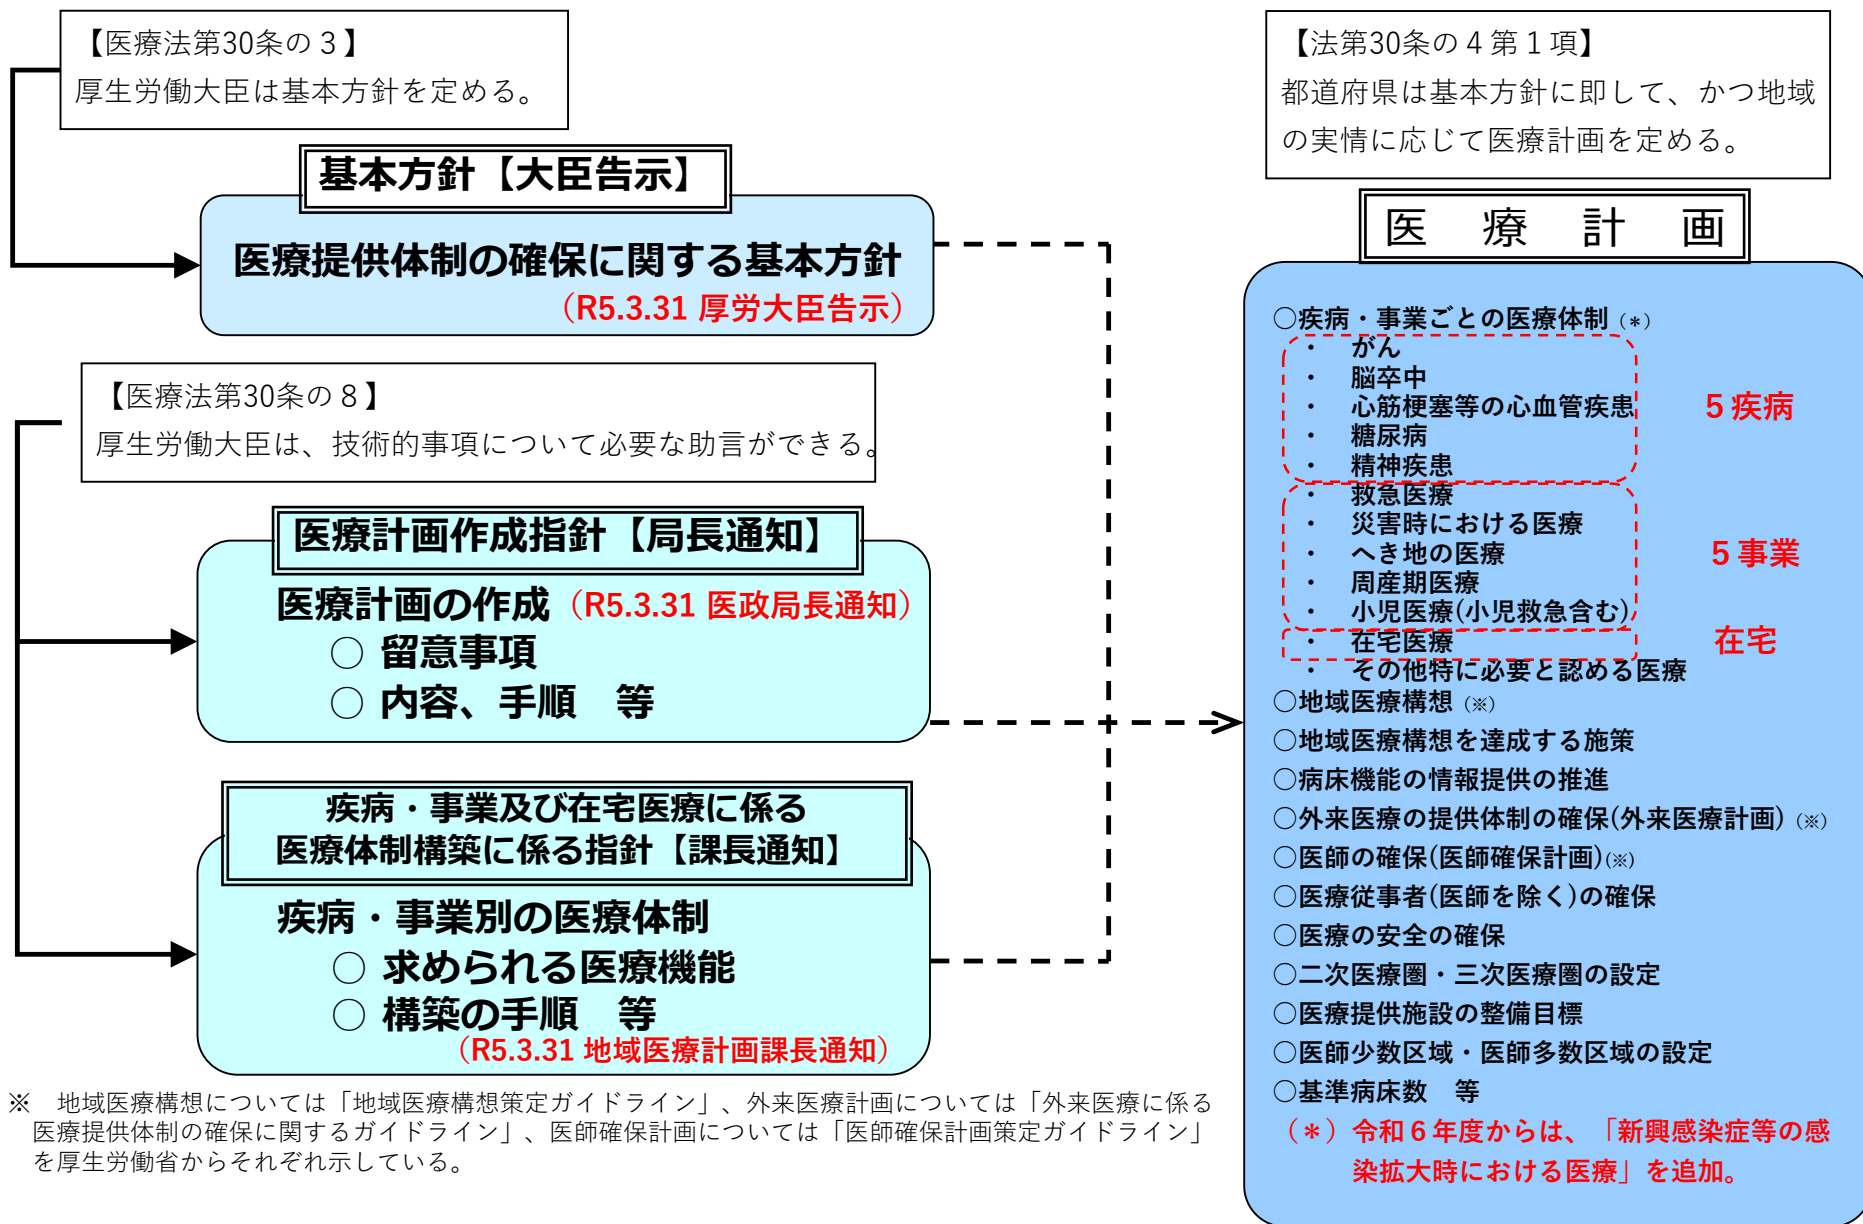 【医療法第30条の３】
厚生労働大臣は基本方針を定める。
基本方針【大臣告示】
医療提供体制の確保に関する基本方針
（R5.3.31 厚労大臣告示）
【医療法第30条の８】
厚生労働大臣は、技術的事項について必要な助言ができる。
医療計画作成指針【局長通知】
医療計画の作成（R5.3.31 医政局長通知）
○ 留意事項
○ 内容、手順　等
疾病・事業及び在宅医療に係る
医療体制構築に係る指針【課長通知】
疾病・事業別の医療体制
○ 求められる医療機能
○ 構築の手順　等
（R5.3.31 地域医療計画課長通知）
※　地域医療構想については「地域医療構想策定ガイドライン」、外来医療計画については「外来医療に係る
医療提供体制の確保に関するガイドライン」、医師確保計画については「医師確保計画策定ガイドライン」
を厚生労働省からそれぞれ示している。
【法第30条の４第１項】
都道府県は基本方針に即して、かつ地域
の実情に応じて医療計画を定める。
医　療　計　画
○疾病・事業ごとの医療体制（＊）
・　がん
・　脳卒中
・　心筋梗塞等の心血管疾患
・　糖尿病
・　精神疾患
５疾病
・　救急医療
・　災害時における医療
・　へき地の医療
・　周産期医療
・　小児医療(小児救急含む)
５事業
・　在宅医療
在宅
・　その他特に必要と認める医療
○地域医療構想（※）
○地域医療構想を達成する施策
○病床機能の情報提供の推進
○外来医療の提供体制の確保(外来医療計画)（※）
○医師の確保(医師確保計画)（※）
○医療従事者(医師を除く)の確保
○医療の安全の確保
○二次医療圏・三次医療圏の設定
○医療提供施設の整備目標
○医師少数区域・医師多数区域の設定
○基準病床数　等
（＊）令和６年度からは、「新興感染症等の感
染拡大時における医療」を追加。